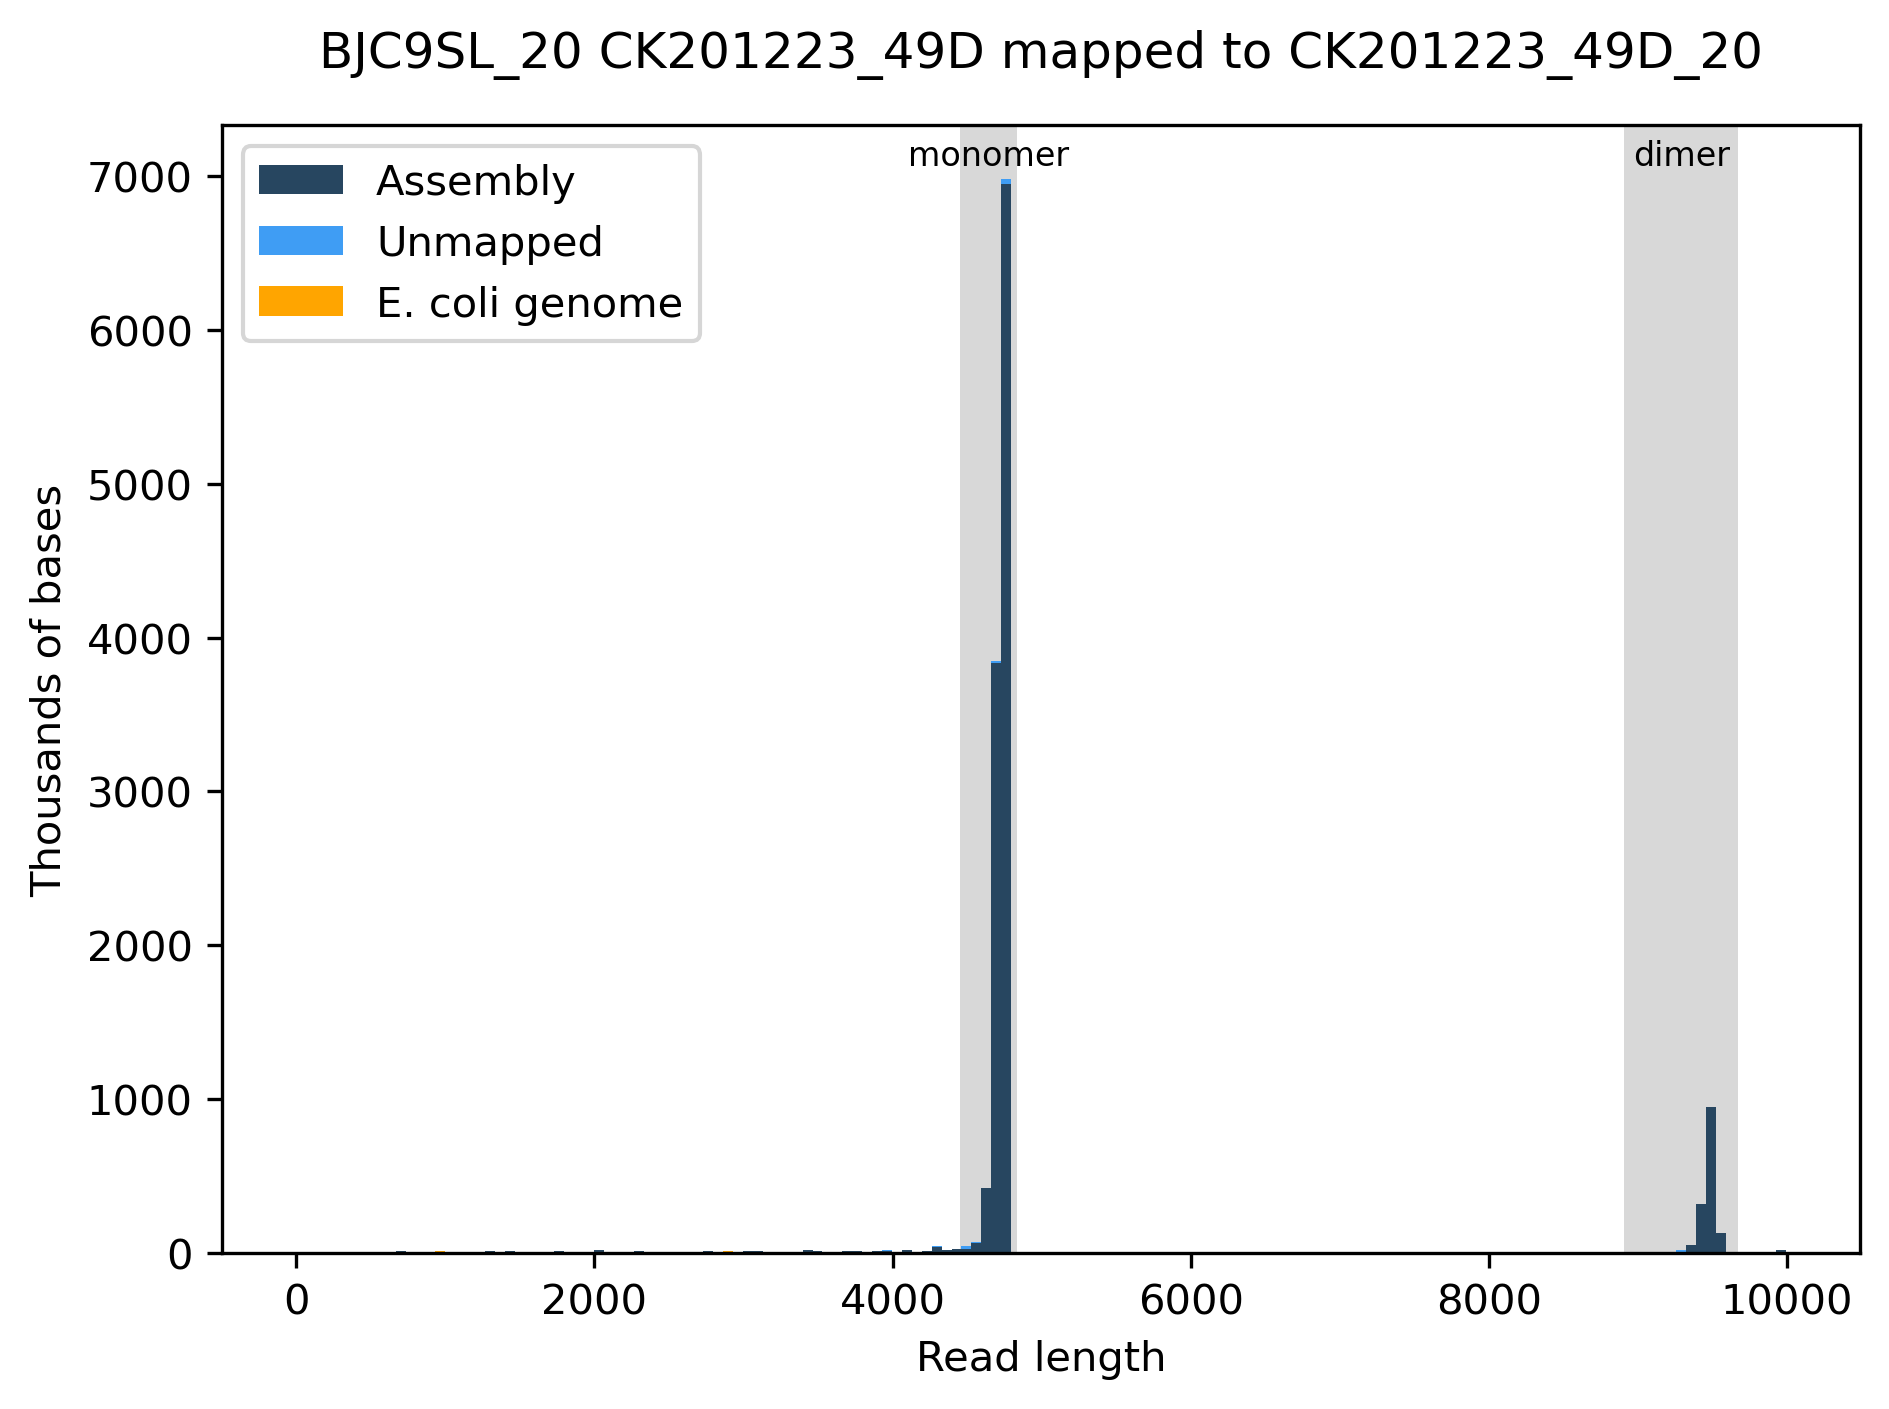 BJC9SL_20 CK201223_49D mapped to CK201223_49D_20
monomer
dimer
Assembly
Unmapped
E. coli genome
7000
6000
5000
4000
3000
2000
1000
0
Thousands of bases
0 2000 4000 6000 8000 10000
Read length